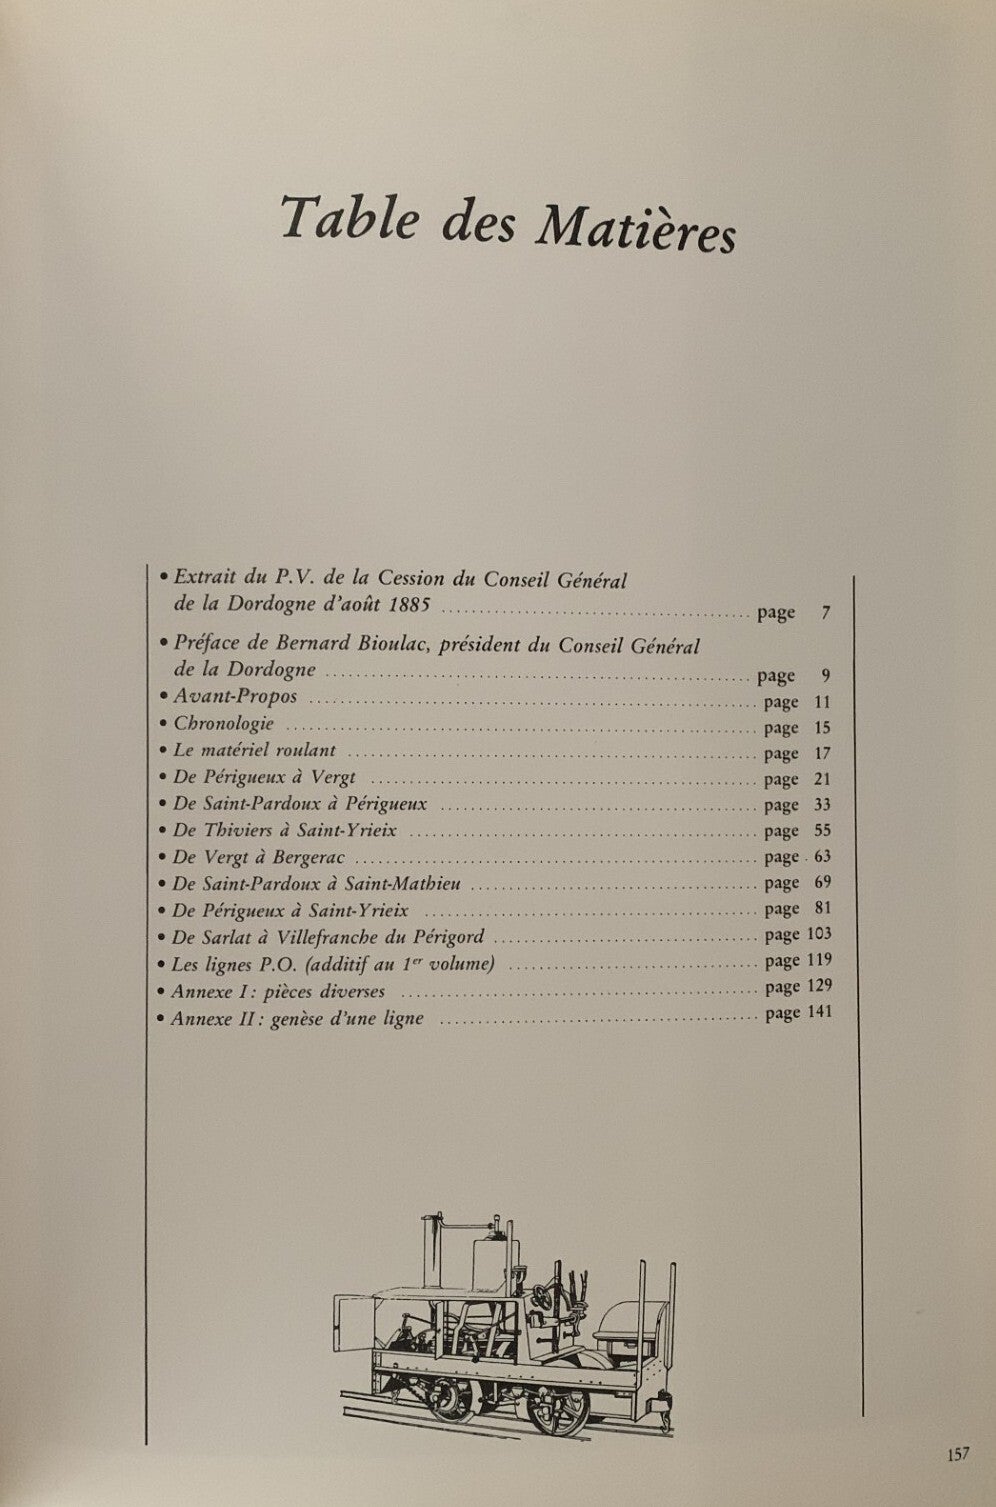 Table des Matières
• Extrait du P.V. de la Cession du Conseil Général
de la Dordogne d'août 1885 ........................................ page 7
• Préface de Bernard Bioulac, président du Conseil Général
de la Dordogne ........................................ page 9
• Avant-Propos ........................................ page 11
• Chronologie ........................................ page 15
• Le matériel roulant ........................................ page 17
• De Périgueux à Vergt ........................................ page 21
• De Saint-Pardoux à Périgueux ........................................ page 33
• De Thiviers à Saint-Yrieix ........................................ page 55
• De Vergt à Bergerac ........................................ page 63
• De Saint-Pardoux à Saint-Mathieu ........................................ page 69
• De Périgueux à Saint-Yrieix ........................................ page 81
• De Sarlat à Villefranche du Périgord ........................................ page 103
• Les lignes P.O. (additif au 1er volume) ........................................ page 119
• Annexe I : pièces diverses ........................................ page 129
• Annexe II : genèse d'une ligne ........................................ page 141
157